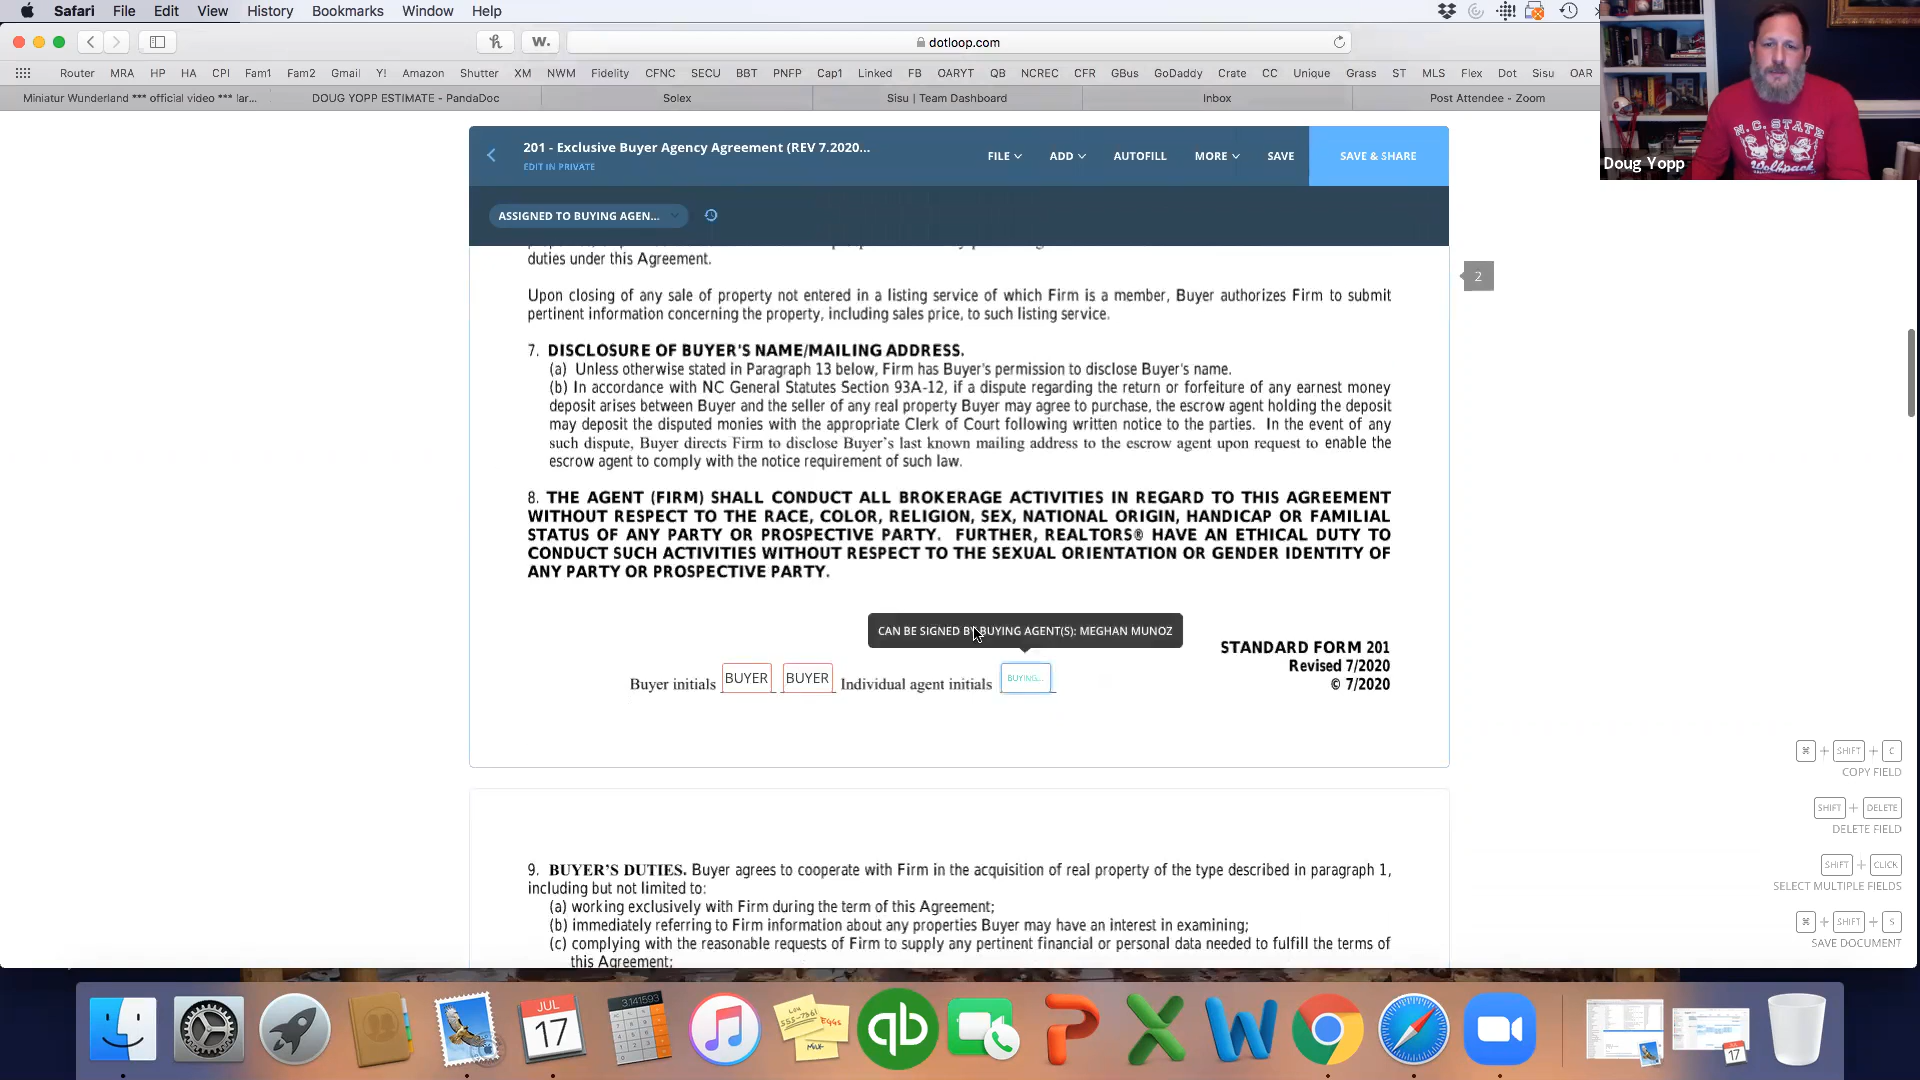 Safari File Edit View History Bookmarks Window Help
dotloop.com
Router MRA HP HA CPI Fam1 Fam2 Gmail Y! Amazon Shutter XM NWM Fidelity CFNC SECU BBT PNFP Cap1 Linked FB OARYT QB NCREC CFR GBus GoDaddy Crate CC Unique Grass ST MLS Flex Dot Sisu OAR
Miniatur Wunderland *** official video *** lar... DOUG YOPP ESTIMATE - PandaDoc Solex Sisu | Team Dashboard Inbox Post Attendee - Zoom
N.C. STATE
Wolfpack
Doug Yopp
201 - Exclusive Buyer Agency Agreement (REV 7.2020...
EDIT IN PRIVATE
FILE ADD AUTOFILL MORE SAVE SAVE & SHARE
ASSIGNED TO BUYING AGEN...
duties under this Agreement.
2
Upon closing of any sale of property not entered in a listing service of which Firm is a member, Buyer authorizes Firm to submit
pertinent information concerning the property, including sales price, to such listing service.
7. DISCLOSURE OF BUYER'S NAME/MAILING ADDRESS.
(a) Unless otherwise stated in Paragraph 13 below, Firm has Buyer's permission to disclose Buyer's name.
(b) In accordance with NC General Statutes Section 93A-12, if a dispute regarding the return or forfeiture of any earnest money
deposit arises between Buyer and the seller of any real property Buyer may agree to purchase, the escrow agent holding the deposit
may deposit the disputed monies with the appropriate Clerk of Court following written notice to the parties. In the event of any
such dispute, Buyer directs Firm to disclose Buyer's last known mailing address to the escrow agent upon request to enable the
escrow agent to comply with the notice requirement of such law.
8. THE AGENT (FIRM) SHALL CONDUCT ALL BROKERAGE ACTIVITIES IN REGARD TO THIS AGREEMENT
WITHOUT RESPECT TO THE RACE, COLOR, RELIGION, SEX, NATIONAL ORIGIN, HANDICAP OR FAMILIAL
STATUS OF ANY PARTY OR PROSPECTIVE PARTY. FURTHER, REALTORS® HAVE AN ETHICAL DUTY TO
CONDUCT SUCH ACTIVITIES WITHOUT RESPECT TO THE SEXUAL ORIENTATION OR GENDER IDENTITY OF
ANY PARTY OR PROSPECTIVE PARTY.
CAN BE SIGNED BY BUYING AGENT(S): MEGHAN MUNOZ
STANDARD FORM 201
Revised 7/2020
© 7/2020
Buyer initials BUYER BUYER Individual agent initials BUYING...
⌘ + SHIFT + C
COPY FIELD
SHIFT + DELETE
DELETE FIELD
SHIFT + CLICK
SELECT MULTIPLE FIELDS
⌘ + SHIFT + S
SAVE DOCUMENT
9. BUYER'S DUTIES. Buyer agrees to cooperate with Firm in the acquisition of real property of the type described in paragraph 1,
including but not limited to:
(a) working exclusively with Firm during the term of this Agreement;
(b) immediately referring to Firm information about any properties Buyer may have an interest in examining;
(c) complying with the reasonable requests of Firm to supply any pertinent financial or personal data needed to fulfill the terms of
this Agreement;
JUL
17
3.141593
555-7361
EGGS
MILK
qb
P X W
17